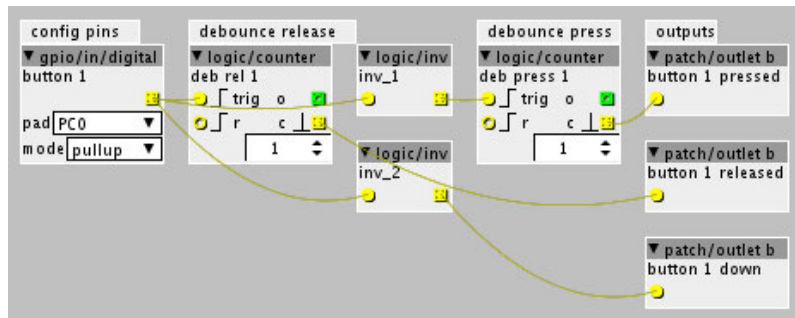 config pins
debounce release
debounce press
outputs
▼ gpio/in/digital
button 1
pad PC0 ▼
mode pullup ▼
▼ logic/counter
deb rel 1
trig o
r c
1
▼ logic/inv
inv_1
▼ logic/inv
inv_2
▼ logic/counter
deb press 1
trig o
r c
1
▼ patch/outlet b
button 1 pressed
▼ patch/outlet b
button 1 released
▼ patch/outlet b
button 1 down